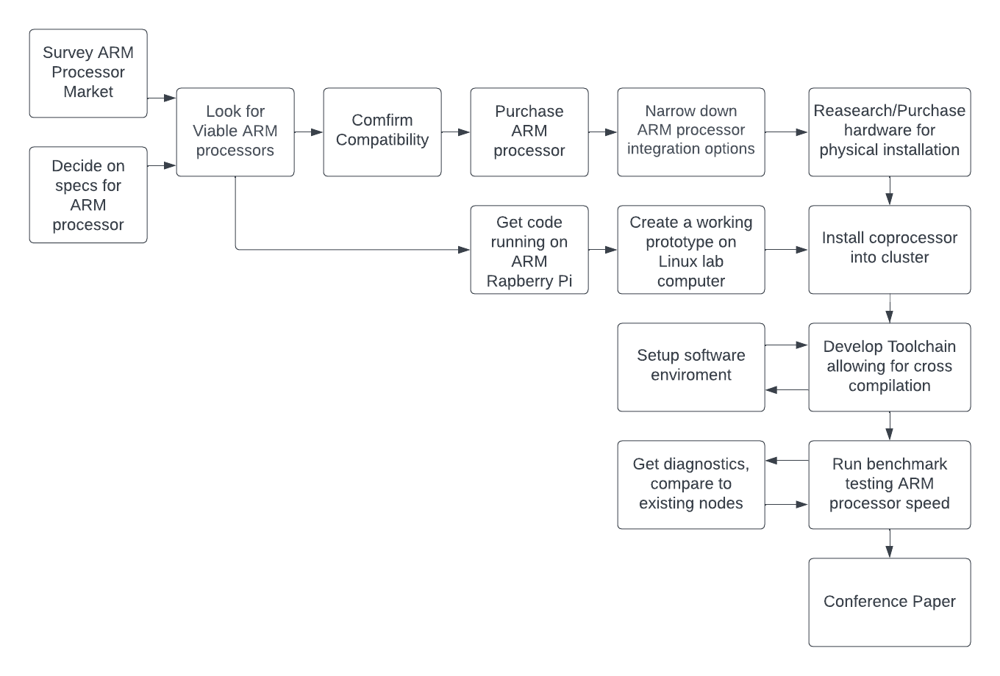 Survey ARM
Processor
Market
Decide on
specs for
ARM
processor
Look for
Viable ARM
processors
Comfirm
Compatibility
Purchase
ARM
processor
Narrow down
ARM processor
integration options
Reasearch/Purchase
hardware for
physical installation
Get code
running on
ARM
Rapberry Pi
Create a working
prototype on
Linux lab
computer
Install coprocessor
into cluster
Setup software
enviroment
Develop Toolchain
allowing for cross
compilation
Get diagnostics,
compare to
existing nodes
Run benchmark
testing ARM
processor speed
Conference Paper